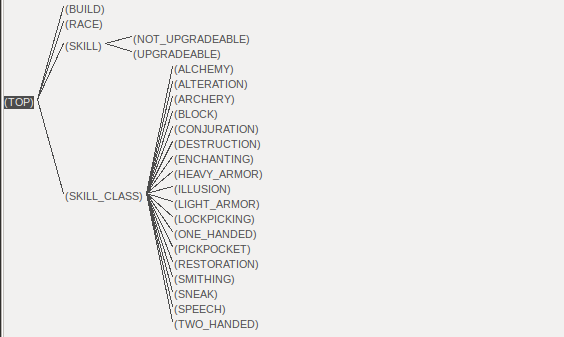 (BUILD)
(RACE)
(SKILL)
(NOT_UPGRADEABLE)
(UPGRADEABLE)
(TOP)
(SKILL_CLASS)
(ALCHEMY)
(ALTERATION)
(ARCHERY)
(BLOCK)
(CONJURATION)
(DESTRUCTION)
(ENCHANTING)
(HEAVY_ARMOR)
(ILLUSION)
(LIGHT_ARMOR)
(LOCKPICKING)
(ONE_HANDED)
(PICKPOCKET)
(RESTORATION)
(SMITHING)
(SNEAK)
(SPEECH)
(TWO_HANDED)